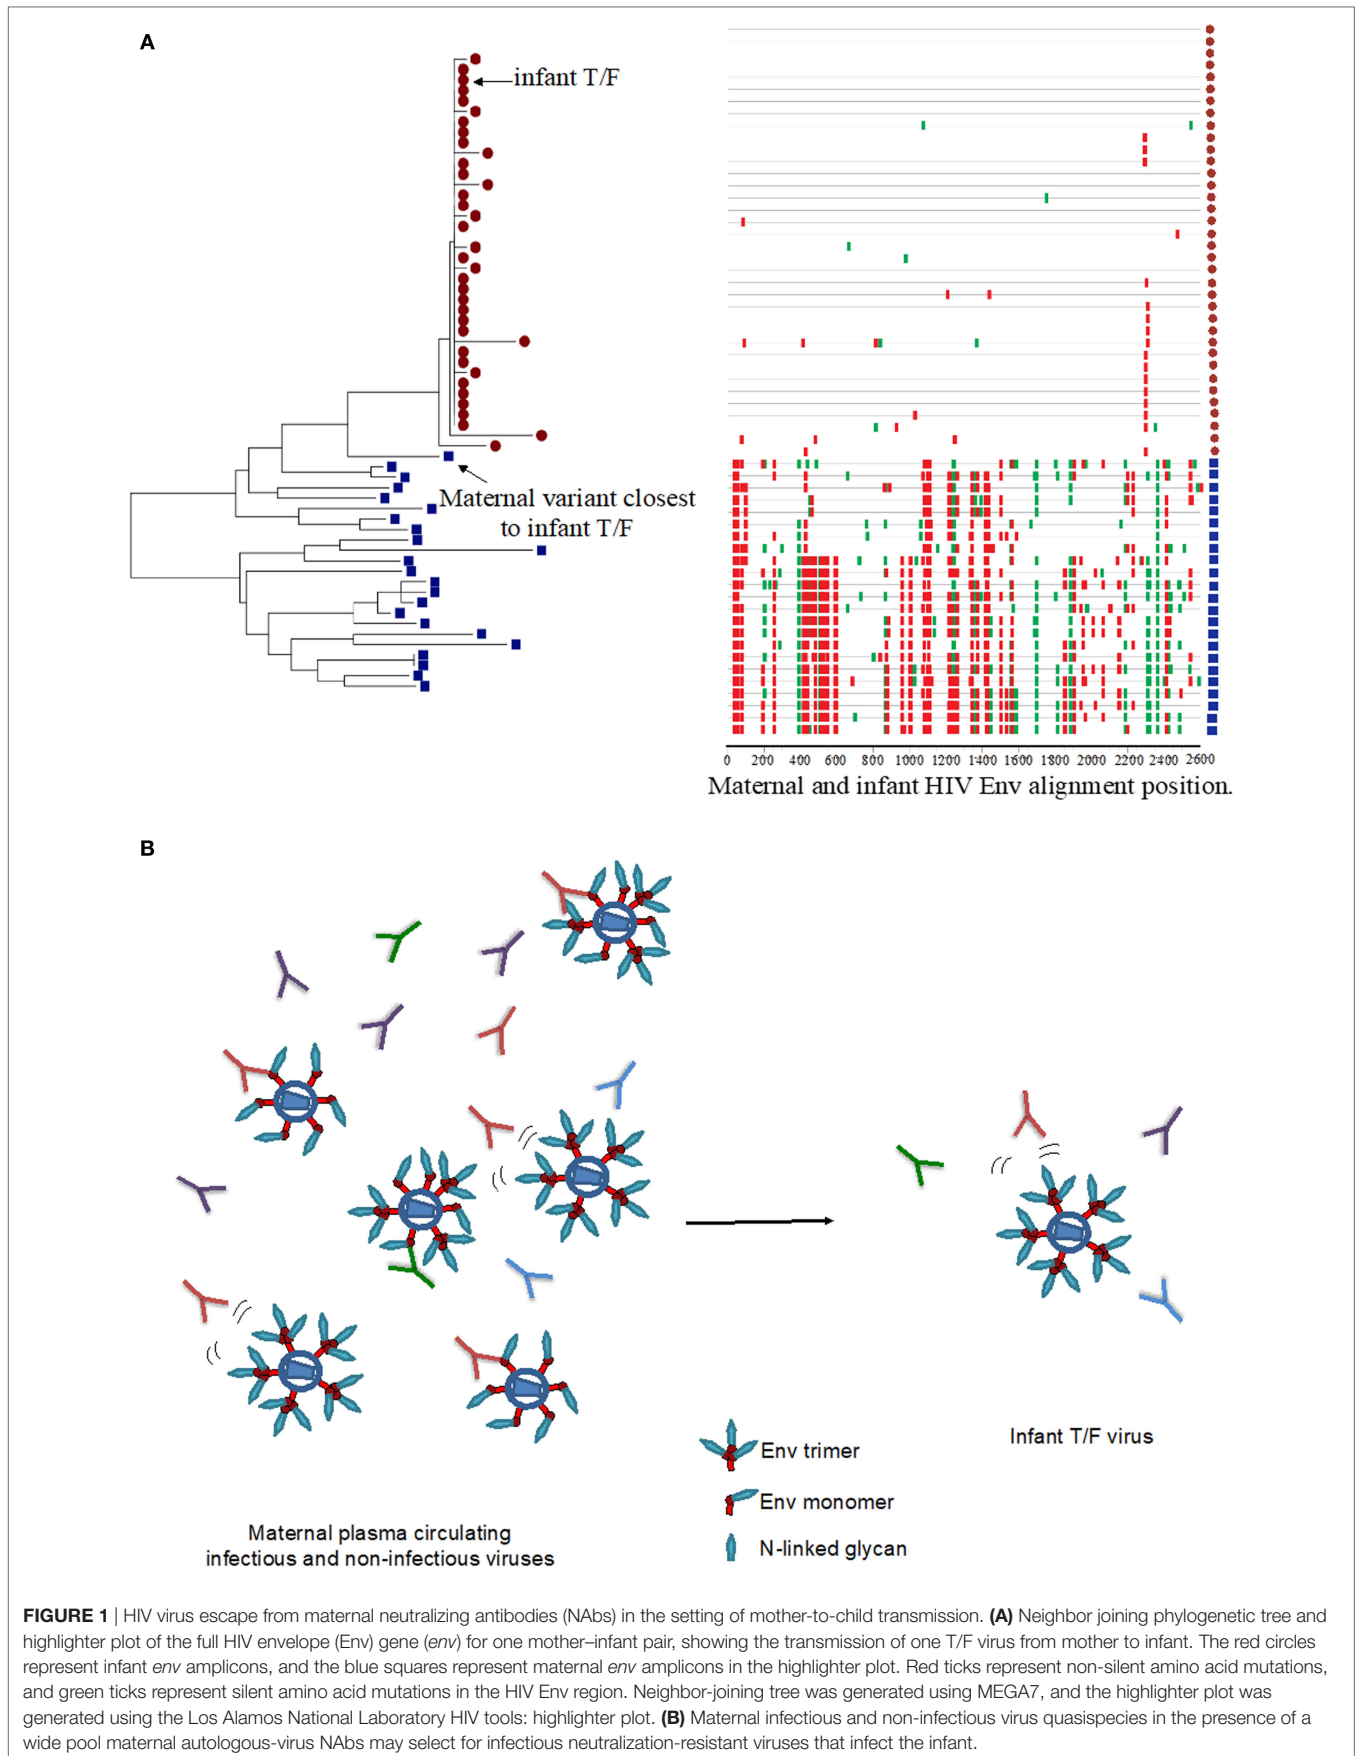 A
infant T/F
Maternal variant closest
to infant T/F
0 200 400 600 800 1000 1200 1400 1600 1800 2000 2200 2400 2600
Maternal and infant HIV Env alignment position.
B
Env trimer
Infant T/F virus
Env monomer
Maternal plasma circulating
infectious and non-infectious viruses
N-linked glycan
FIGURE 1 | HIV virus escape from maternal neutralizing antibodies (NAbs) in the setting of mother-to-child transmission. (A) Neighbor joining phylogenetic tree and
highlighter plot of the full HIV envelope (Env) gene (env) for one mother–infant pair, showing the transmission of one T/F virus from mother to infant. The red circles
represent infant env amplicons, and the blue squares represent maternal env amplicons in the highlighter plot. Red ticks represent non-silent amino acid mutations,
and green ticks represent silent amino acid mutations in the HIV Env region. Neighbor-joining tree was generated using MEGA7, and the highlighter plot was
generated using the Los Alamos National Laboratory HIV tools: highlighter plot. (B) Maternal infectious and non-infectious virus quasispecies in the presence of a
wide pool maternal autologous-virus NAbs may select for infectious neutralization-resistant viruses that infect the infant.